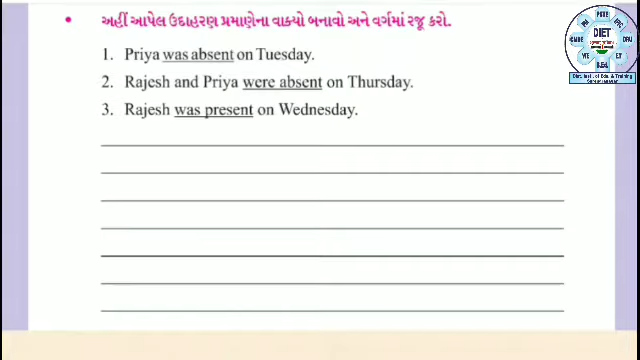 • અહીં આપેલ ઉદાહરણ પ્રમાણેના વાક્યો બનાવો અને વર્ગમાં રજૂ કરો.
1. Priya was absent on Tuesday.
2. Rajesh and Priya were absent on Thursday.
3. Rajesh was present on Wednesday.
DIET